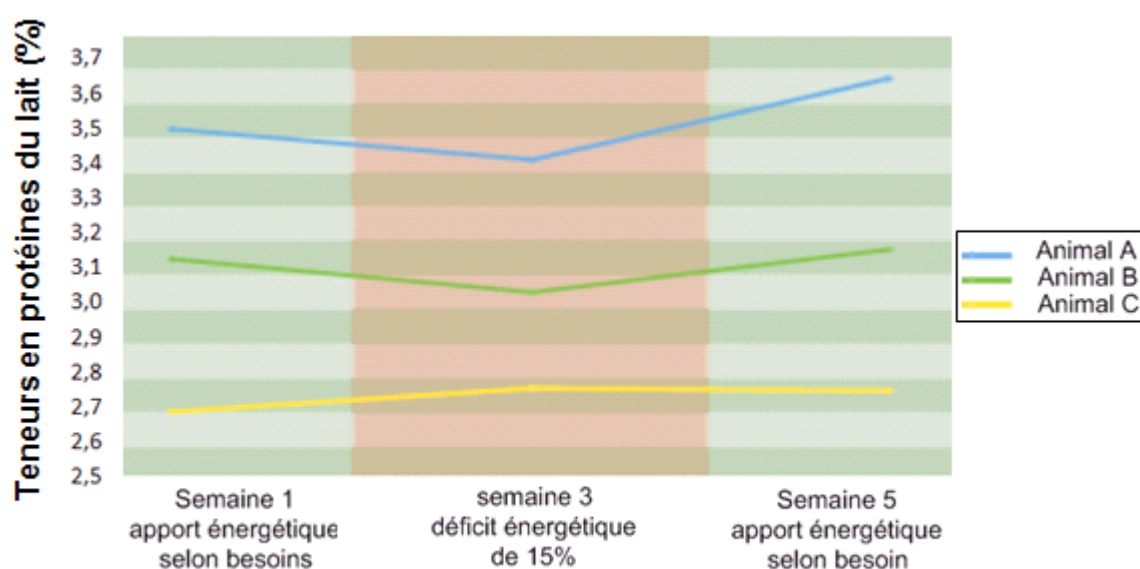 Teneurs en protéines du lait (%)
3,7
3,6
3,5
3,4
3,3
3,2
3,1
3,0
2,9
2,8
2,7
2,6
2,5
Semaine 1
apport énergétique
selon besoins
semaine 3
déficit énergétique
de 15%
Semaine 5
apport énergétique
selon besoin
Animal A
Animal B
Animal C